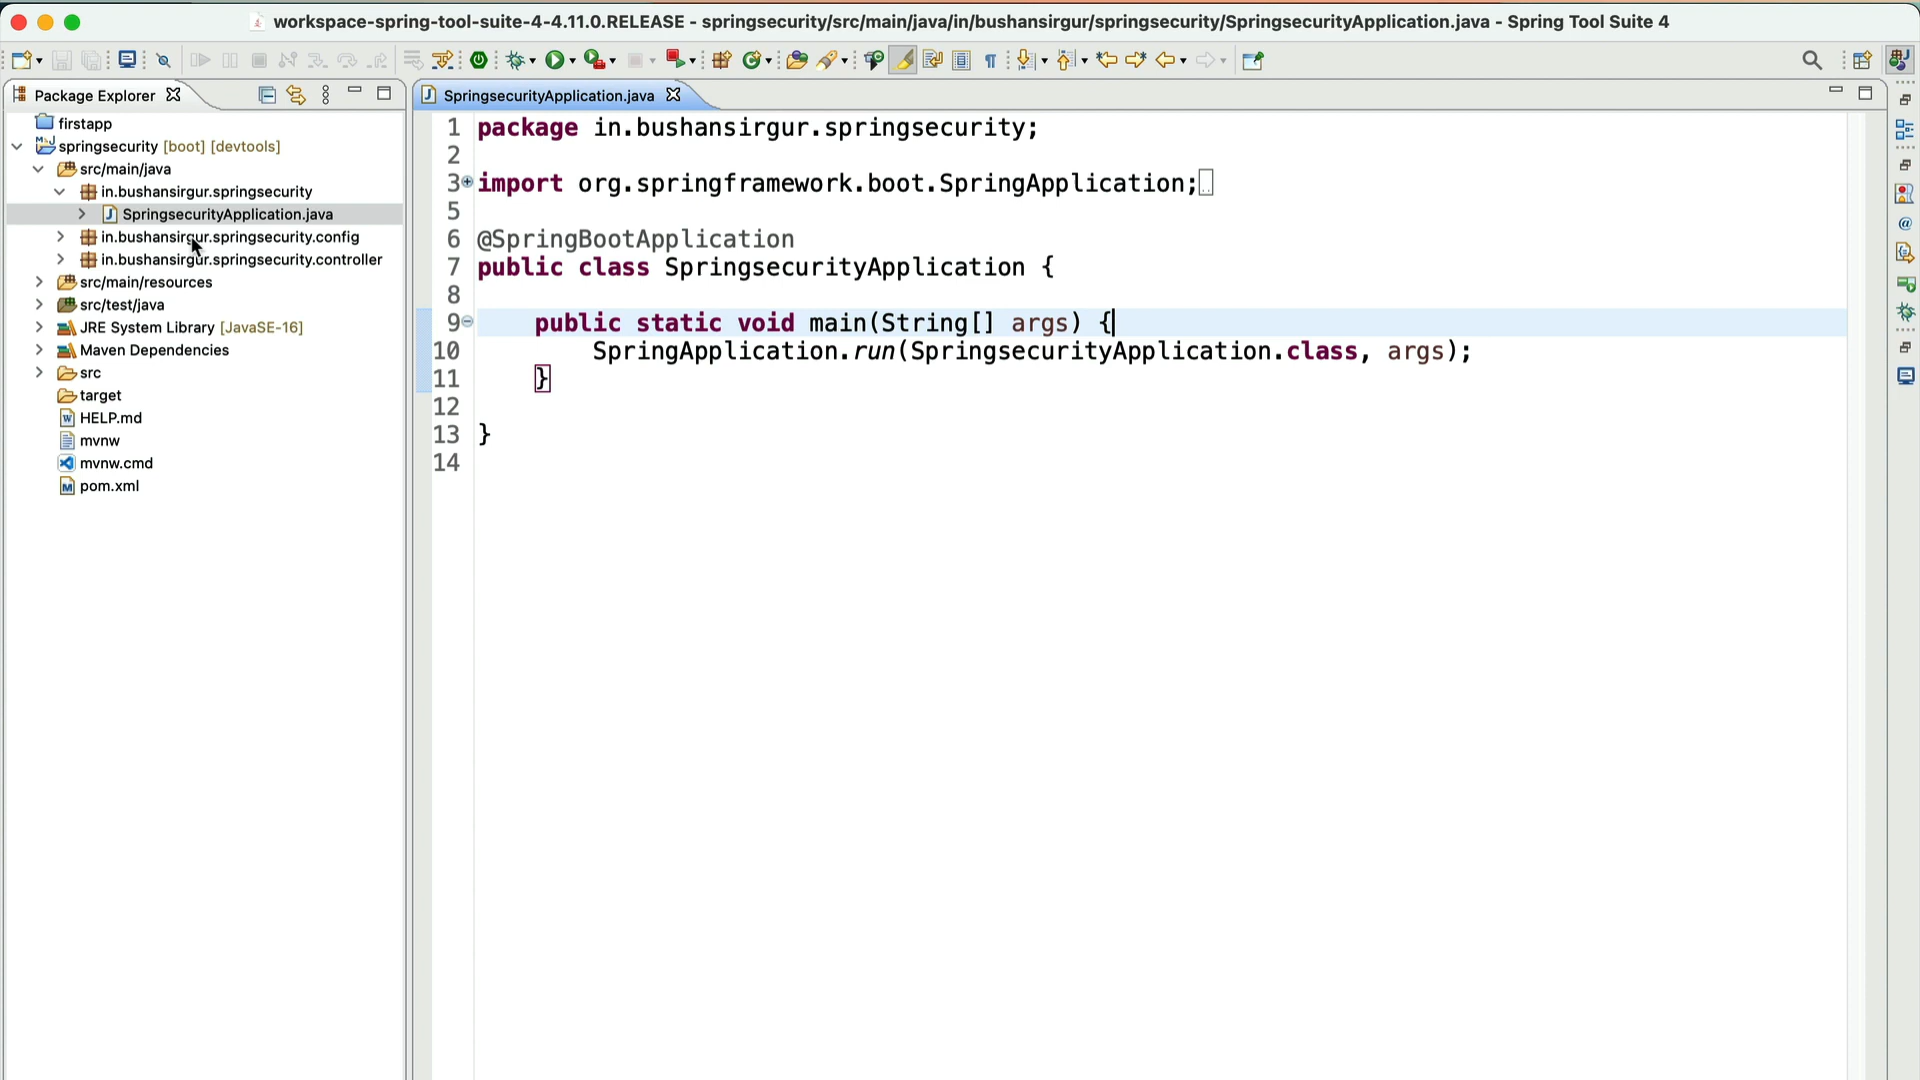 workspace-spring-tool-suite-4-4.11.0.RELEASE - springsecurity/src/main/java/in/bushansirgur/springsecurity/SpringsecurityApplication.java - Spring Tool Suite 4
Package Explorer
firstapp
springsecurity [boot] [devtools]
src/main/java
in.bushansirgur.springsecurity
SpringsecurityApplication.java
in.bushansirgur.springsecurity.config
in.bushansirgur.springsecurity.controller
src/main/resources
src/test/java
JRE System Library [JavaSE-16]
Maven Dependencies
src
target
HELP.md
mvnw
mvnw.cmd
pom.xml
SpringsecurityApplication.java
1 package in.bushansirgur.springsecurity;
2
3 import org.springframework.boot.SpringApplication;
5
6 @SpringBootApplication
7 public class SpringsecurityApplication {
8
9 public static void main(String[] args) {
10 SpringApplication.run(SpringsecurityApplication.class, args);
11 }
12
13 }
14